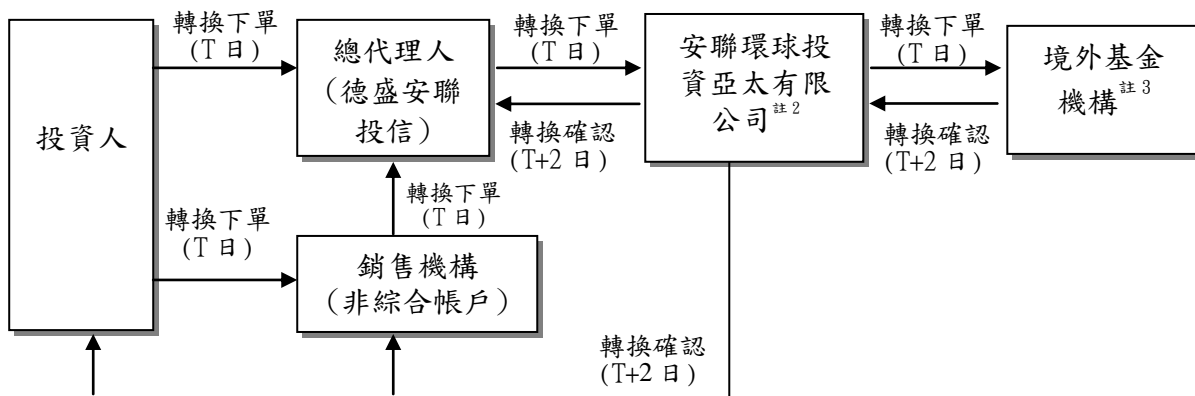 轉換下單
(T 日)
總代理人
(德盛安聯
投信)
轉換下單
(T 日)
轉換確認
(T+2 日)
安聯環球投
資亞太有限
公司註 2
轉換下單
(T 日)
轉換確認
(T+2 日)
境外基金
機構註 3
投資人
轉換下單
(T 日)
轉換下單
(T 日)
銷售機構
(非綜合帳戶)
轉換確認
(T+2 日)